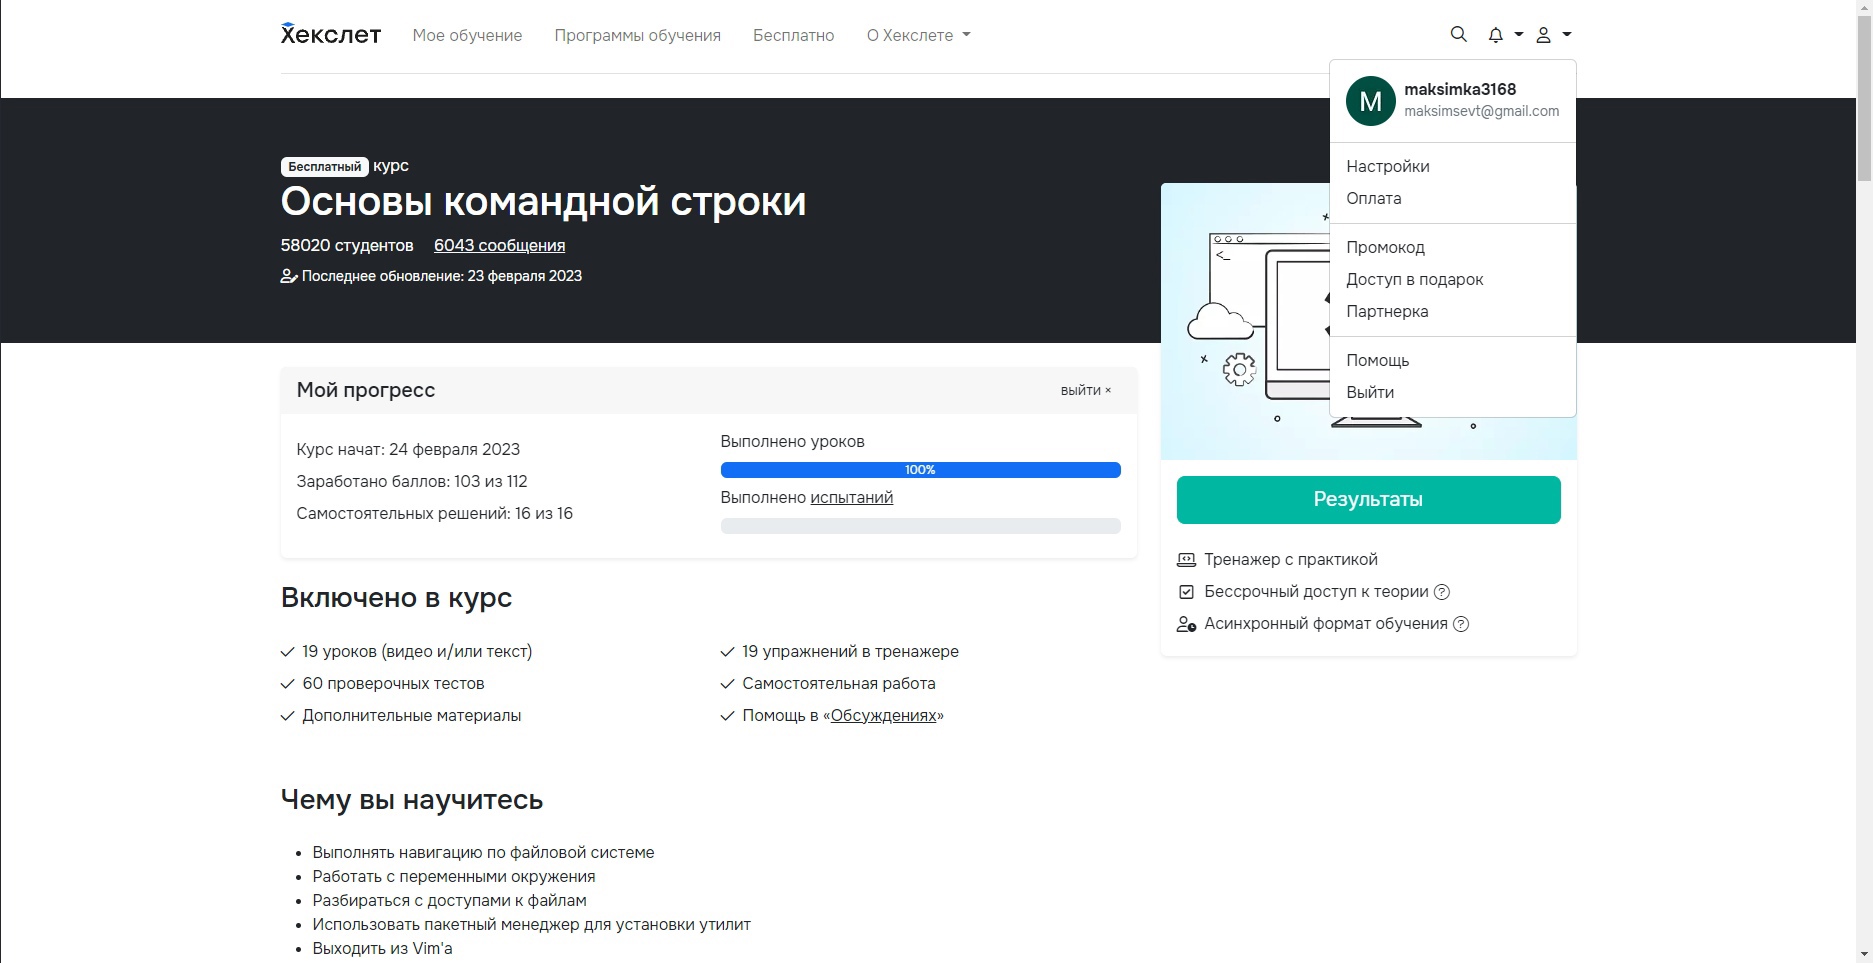 Хекслет Мое обучение Программы обучения Бесплатно О Хекслете
maksimka3168
maksimsevt@gmail.com
Настройки
Оплата
Промокод
Доступ в подарок
Партнерка
Помощь
Выйти
Бесплатный курс
Основы командной строки
58020 студентов 6043 сообщения
Последнее обновление: 23 февраля 2023
Мой прогресс выйти ×
Курс начат: 24 февраля 2023
Заработано баллов: 103 из 112
Самостоятельных решений: 16 из 16
Выполнено уроков
100%
Выполнено испытаний
Результаты
Тренажер с практикой
Бессрочный доступ к теории ?
Асинхронный формат обучения ?
Включено в курс
19 уроков (видео и/или текст)
60 проверочных тестов
Дополнительные материалы
19 упражнений в тренажере
Самостоятельная работа
Помощь в «Обсуждениях»
Чему вы научитесь
Выполнять навигацию по файловой системе
Работать с переменными окружения
Разбираться с доступами к файлам
Использовать пакетный менеджер для установки утилит
Выходить из Vim'а
M
<_